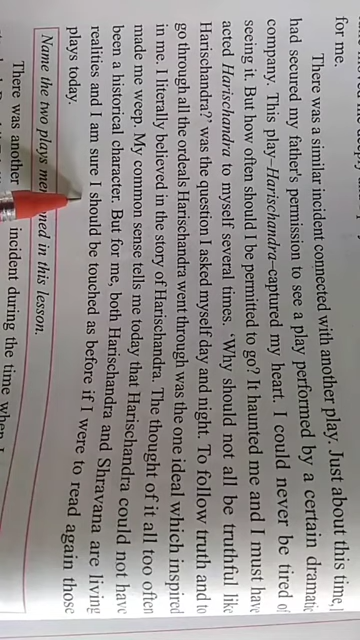 for me.
There was a similar incident connected with another play. Just about this time, I
had secured my father's permission to see a play performed by a certain dramatic
company. This play–Harischandra–captured my heart. I could never be tired of
seeing it. But how often should I be permitted to go? It haunted me and I must have
acted Harischandra to myself several times. 'Why should not all be truthful like
Harischandra?' was the question I asked myself day and night. To follow truth and to
go through all the ordeals Harischandra went through was the one ideal which inspired
in me. I literally believed in the story of Harischandra. The thought of it all too often
made me weep. My common sense tells me today that Harischandra could not have
been a historical character. But for me, both Harischandra and Shravana are living
realities and I am sure I should be touched as before if I were to read again those
plays today.
Name the two plays in this lesson.
There was another incident during the time when I